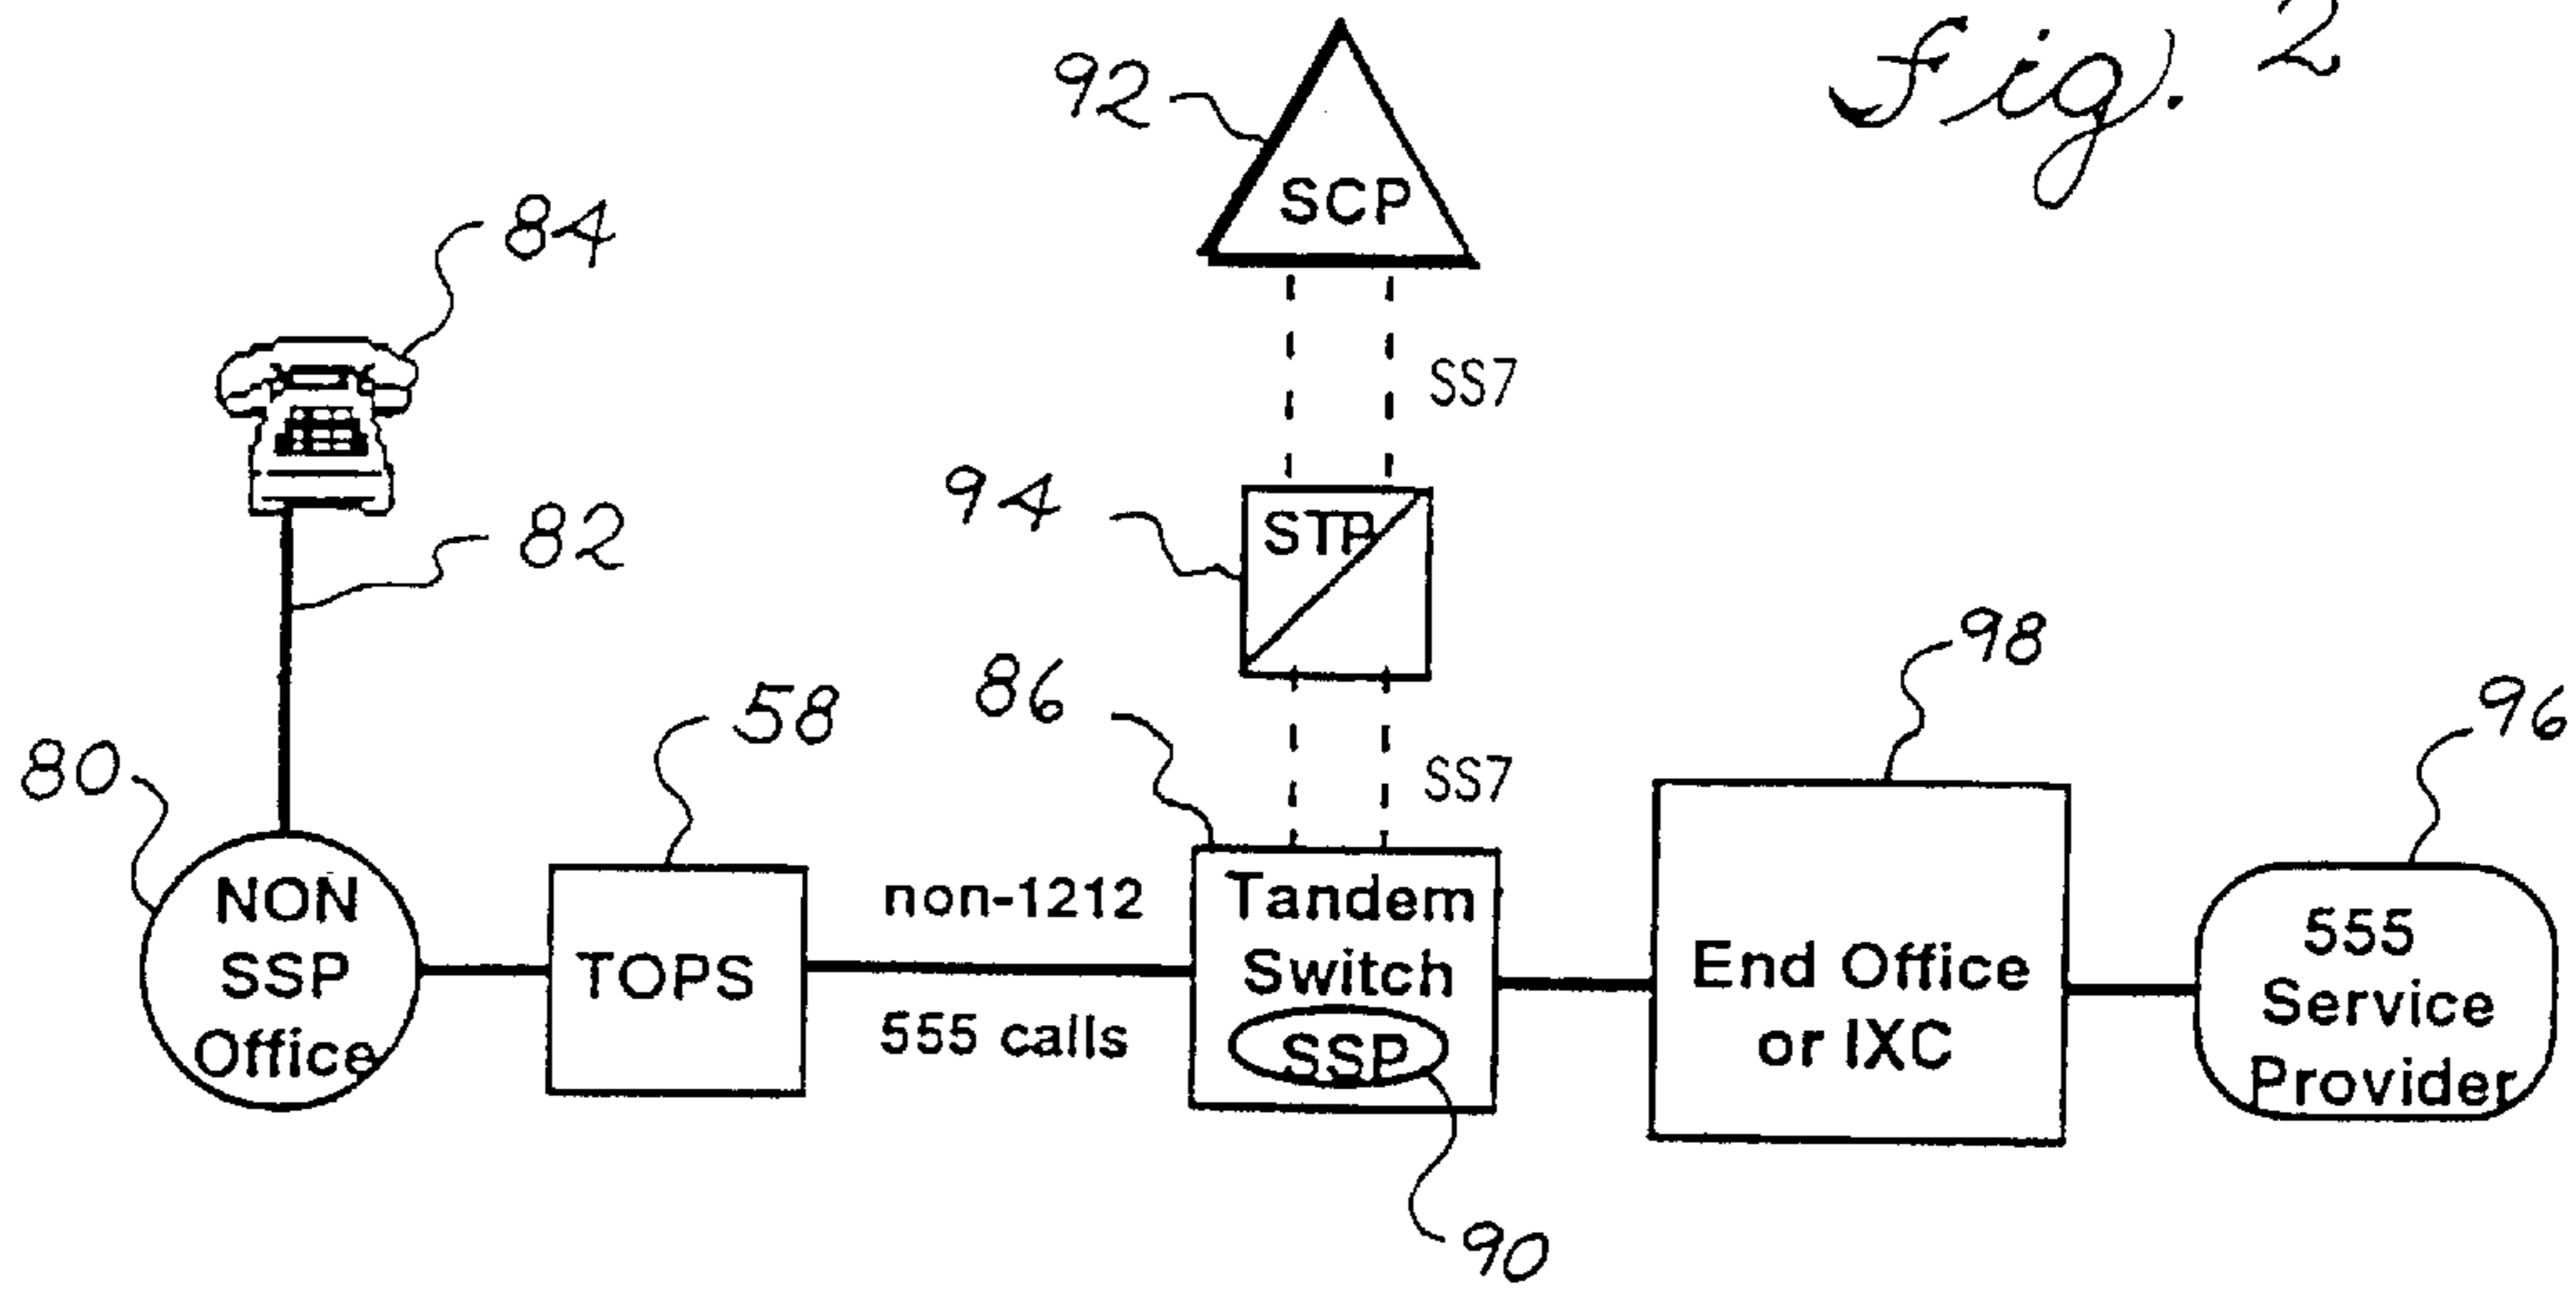 Fig. 2
92
SCP
84
SS7
94
STP
82
98
86
58
96
80
SS7
NON
SSP
Office
TOPS
non-1212
555 calls
Tandem
Switch
SSP
End Office
or IXC
555
Service
Provider
90